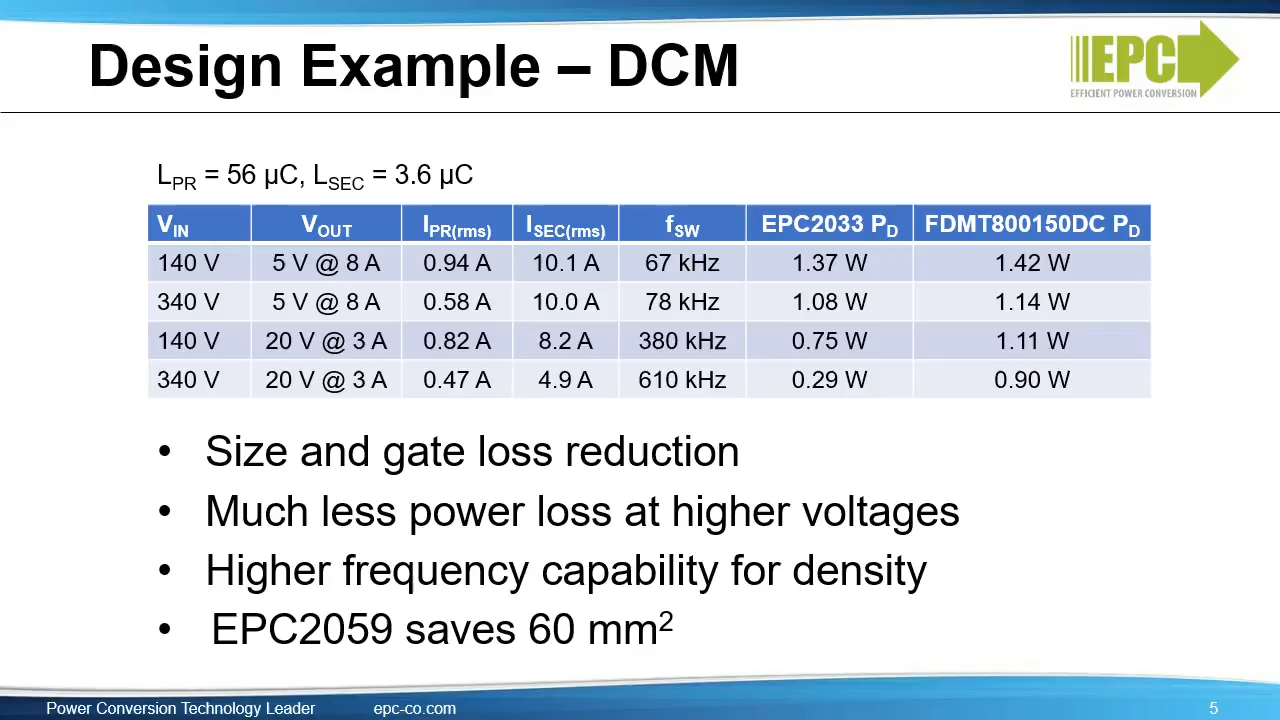 Design Example – DCM
EPC
EFFICIENT POWER CONVERSION
LPR = 56 µC, LSEC = 3.6 µC
VIN VOUT IPR(rms) ISEC(rms) fSW EPC2033 PD FDMT800150DC PD
140 V 5 V @ 8 A 0.94 A 10.1 A 67 kHz 1.37 W 1.42 W
340 V 5 V @ 8 A 0.58 A 10.0 A 78 kHz 1.08 W 1.14 W
140 V 20 V @ 3 A 0.82 A 8.2 A 380 kHz 0.75 W 1.11 W
340 V 20 V @ 3 A 0.47 A 4.9 A 610 kHz 0.29 W 0.90 W
• Size and gate loss reduction
• Much less power loss at higher voltages
• Higher frequency capability for density
• EPC2059 saves 60 mm²
Power Conversion Technology Leader epc-co.com 5